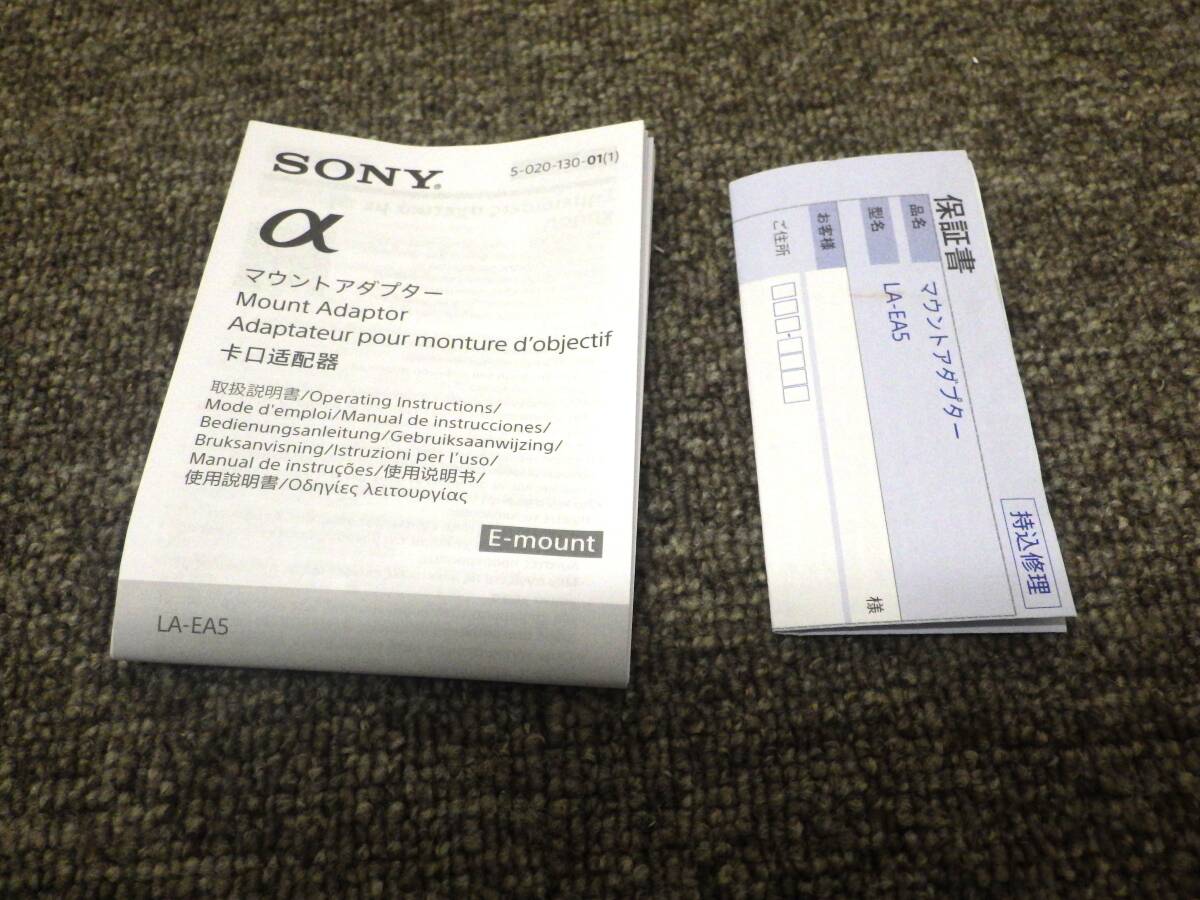 SONY®
5-020-130-01(1)
α
マウントアダプター
Mount Adaptor
Adaptateur pour monture d'objectif
卡口适配器
取扱説明書/Operating Instructions/
Mode d'emploi/Manual de instrucciones/
Bedienungsanleitung/Gebruiksaanwijzing/
Bruksanvisning/Istruzioni per l'uso/
Manual de instruções/使用说明书/
使用說明書/Οδηγίες λειτουργίας
E-mount
LA-EA5
保証書
品名 マウントアダプター
型名 LA-EA5
お客様 様
ご住所
持込修理